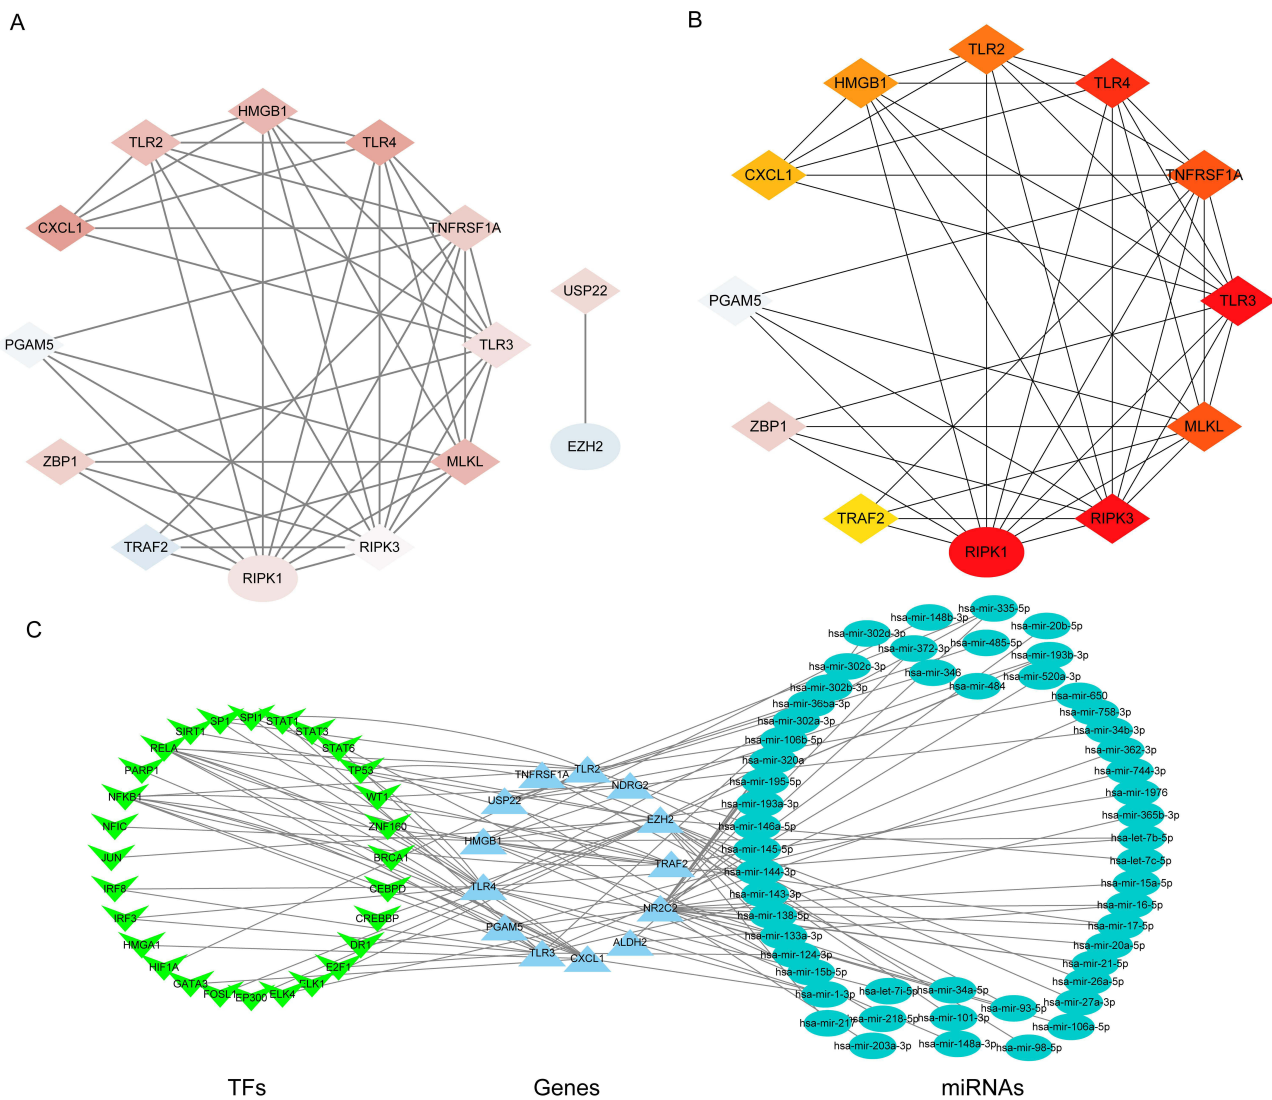 A
HMGB1
TLR2
TLR4
CXCL1
TNFRSF1A
PGAM5
TLR3
ZBP1
MLKL
TRAF2
RIPK3
RIPK1
USP22
EZH2
B
TLR2
HMGB1
TLR4
CXCL1
TNFRSF1A
PGAM5
TLR3
ZBP1
MLKL
TRAF2
RIPK3
RIPK1
C
SPI1
SP1
STAT1
SIRT1
STAT3
RELA
STAT6
PARP1
TP53
NFKB1
WT1
NFIC
ZNF160
JUN
BRCA1
IRF8
CEBPD
IRF3
CREBBP
HMGA1
DR1
HIF1A
E2F1
GATA3
ELK1
FOSL1
EP300
ELK4
TNFRSF1A
TLR2
NDRG2
USP22
EZH2
HMGB1
TRAF2
TLR4
NR2C2
PGAM5
ALDH2
TLR3
CXCL1
hsa-mir-335-5p
hsa-mir-148b-3p
hsa-mir-20b-5p
hsa-mir-302d-3p
hsa-mir-485-5p
hsa-mir-372-3p
hsa-mir-193b-3p
hsa-mir-302c-3p
hsa-mir-346
hsa-mir-520a-3p
hsa-mir-302b-3p
hsa-mir-484
hsa-mir-650
hsa-mir-365a-3p
hsa-mir-758-3p
hsa-mir-302a-3p
hsa-mir-34b-3p
hsa-mir-106b-5p
hsa-mir-362-3p
hsa-mir-320a
hsa-mir-744-3p
hsa-mir-195-5p
hsa-mir-1976
hsa-mir-193a-3p
hsa-mir-365b-3p
hsa-mir-146a-5p
hsa-let-7b-5p
hsa-mir-145-5p
hsa-let-7c-5p
hsa-mir-144-3p
hsa-mir-15a-5p
hsa-mir-143-3p
hsa-mir-16-5p
hsa-mir-138-5p
hsa-mir-17-5p
hsa-mir-133a-3p
hsa-mir-20a-5p
hsa-mir-124-3p
hsa-mir-21-5p
hsa-mir-15b-5p
hsa-mir-26a-5p
hsa-mir-1-3p
hsa-let-7i-5p
hsa-mir-34a-5p
hsa-mir-27a-3p
hsa-mir-93-5p
hsa-mir-217
hsa-mir-218-5p
hsa-mir-101-3p
hsa-mir-106a-5p
hsa-mir-203a-3p
hsa-mir-148a-3p
hsa-mir-98-5p
TFs
Genes
miRNAs